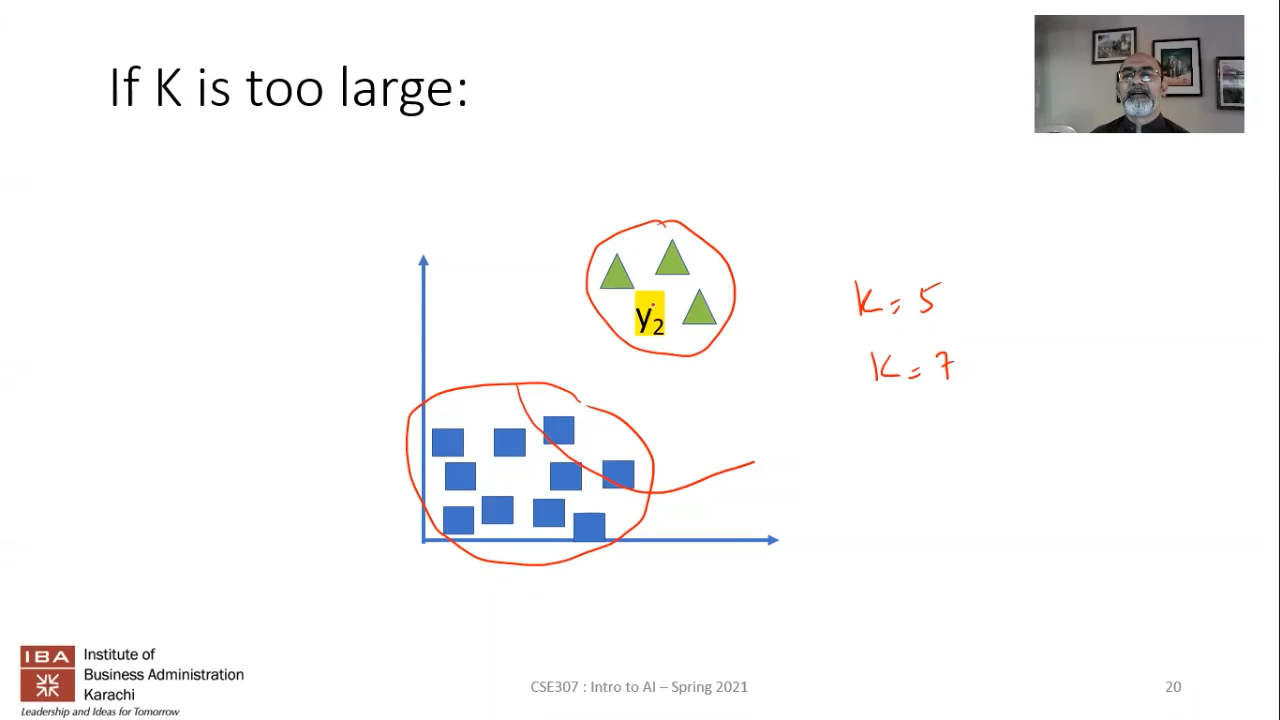 If K is too large:
y2
K = 5
K = 7
IBA
Institute of
Business Administration
Karachi
Leadership and Ideas for Tomorrow
CSE307 : Intro to AI – Spring 2021
20